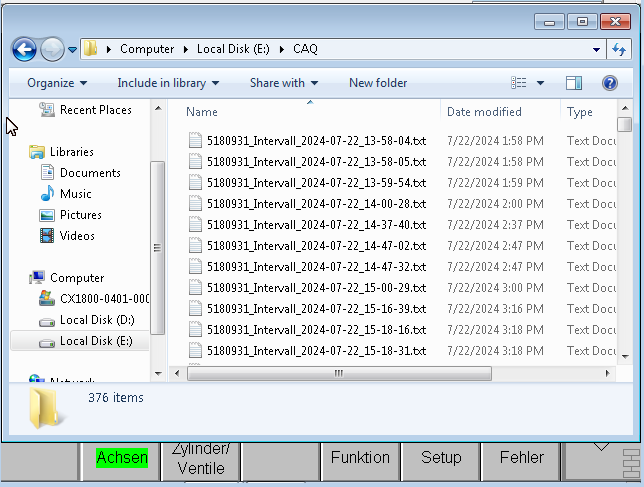 Computer Local Disk (E:) CAQ
Organize Include in library Share with New folder
Name Date modified Type
Recent Places
Libraries
Documents
Music
Pictures
Videos
Computer
CX1800-0401-000
Local Disk (D:)
Local Disk (E:)
Network
5180931_Intervall_2024-07-22_13-58-04.txt 7/22/2024 1:58 PM Text Docu
5180931_Intervall_2024-07-22_13-58-05.txt 7/22/2024 1:58 PM Text Docu
5180931_Intervall_2024-07-22_13-59-54.txt 7/22/2024 1:59 PM Text Docu
5180931_Intervall_2024-07-22_14-00-28.txt 7/22/2024 2:00 PM Text Docu
5180931_Intervall_2024-07-22_14-37-40.txt 7/22/2024 2:37 PM Text Docu
5180931_Intervall_2024-07-22_14-47-02.txt 7/22/2024 2:47 PM Text Docu
5180931_Intervall_2024-07-22_14-47-32.txt 7/22/2024 2:47 PM Text Docu
5180931_Intervall_2024-07-22_15-00-29.txt 7/22/2024 3:00 PM Text Docu
5180931_Intervall_2024-07-22_15-16-39.txt 7/22/2024 3:16 PM Text Docu
5180931_Intervall_2024-07-22_15-18-16.txt 7/22/2024 3:18 PM Text Docu
5180931_Intervall_2024-07-22_15-18-31.txt 7/22/2024 3:18 PM Text Docu
376 items
Achsen
Zylinder/
Ventile
Funktion
Setup
Fehler